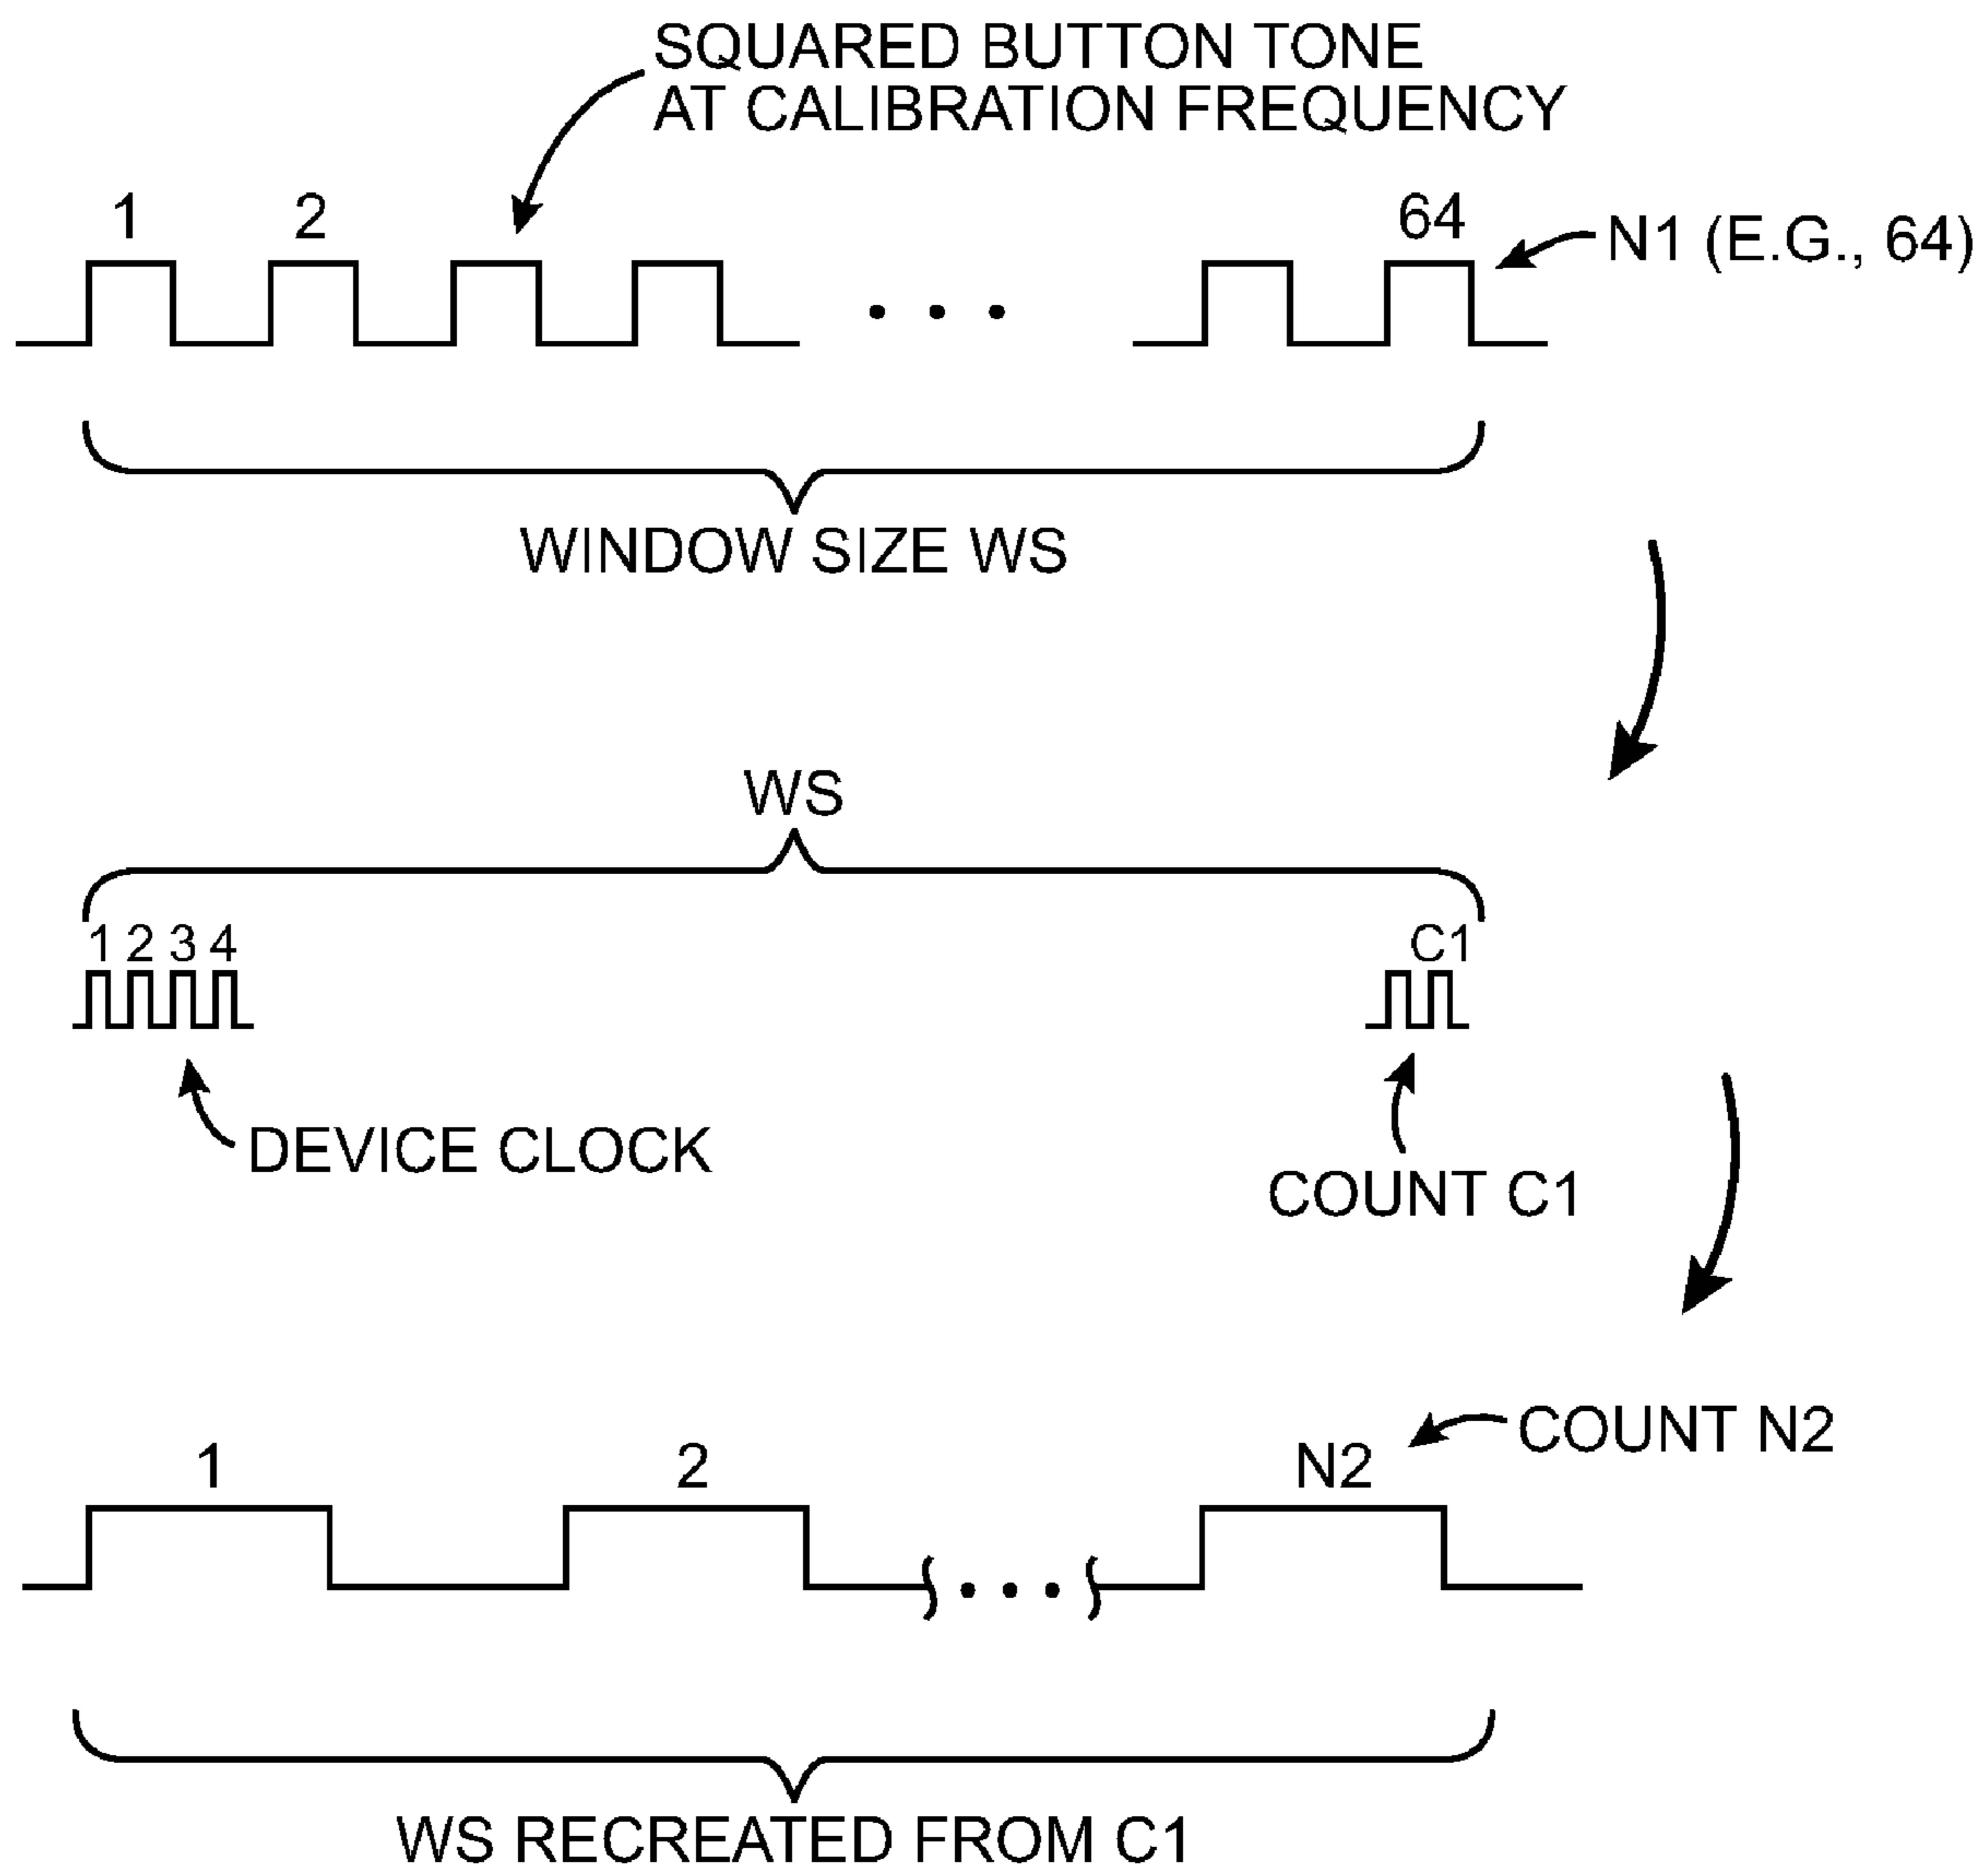 SQUARED BUTTON TONE
AT CALIBRATION FREQUENCY
1 2 64
N1 (E.G., 64)
WINDOW SIZE WS
WS
1 2 3 4 C1
DEVICE CLOCK
COUNT C1
COUNT N2
1 2 N2
WS RECREATED FROM C1